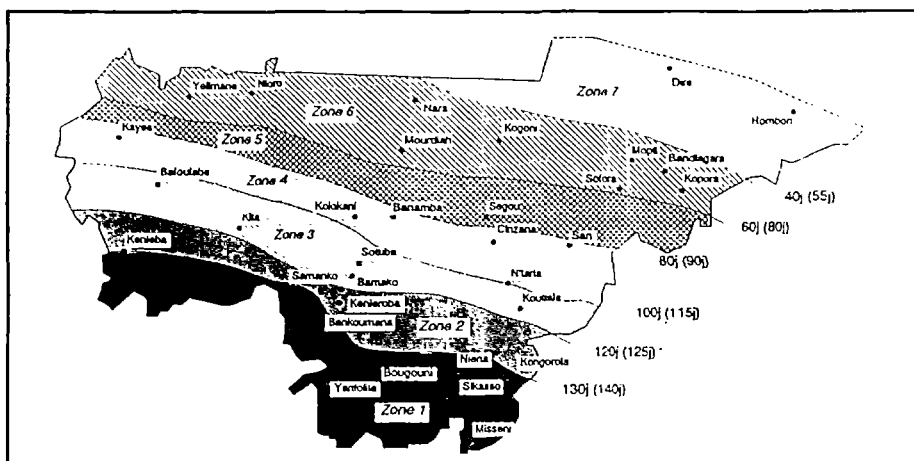 Yelimane
Nioro
Zone 7
Dire
Rombon
Kayes
Zone 5
Zone 6
Nara
Mourdiah
Kogoni
Mopti
Bandiagara
Sofara
Koporo
40j (55j)
60j (80j)
Bafoulabe
Zone 4
Kolokani
Banamba
Segou
Cinzana
San
80j (90j)
Kita
Zone 3
Kenieba
Sotuba
Samanko
Bamako
N'tarla
Koutiala
100j (115j)
Kenieroba
Bankoumana
Zone 2
120j (125j)
Niena
Kongorola
Bougouni
Yanfolila
Sikasso
130j (140j)
Zone 1
Misseni